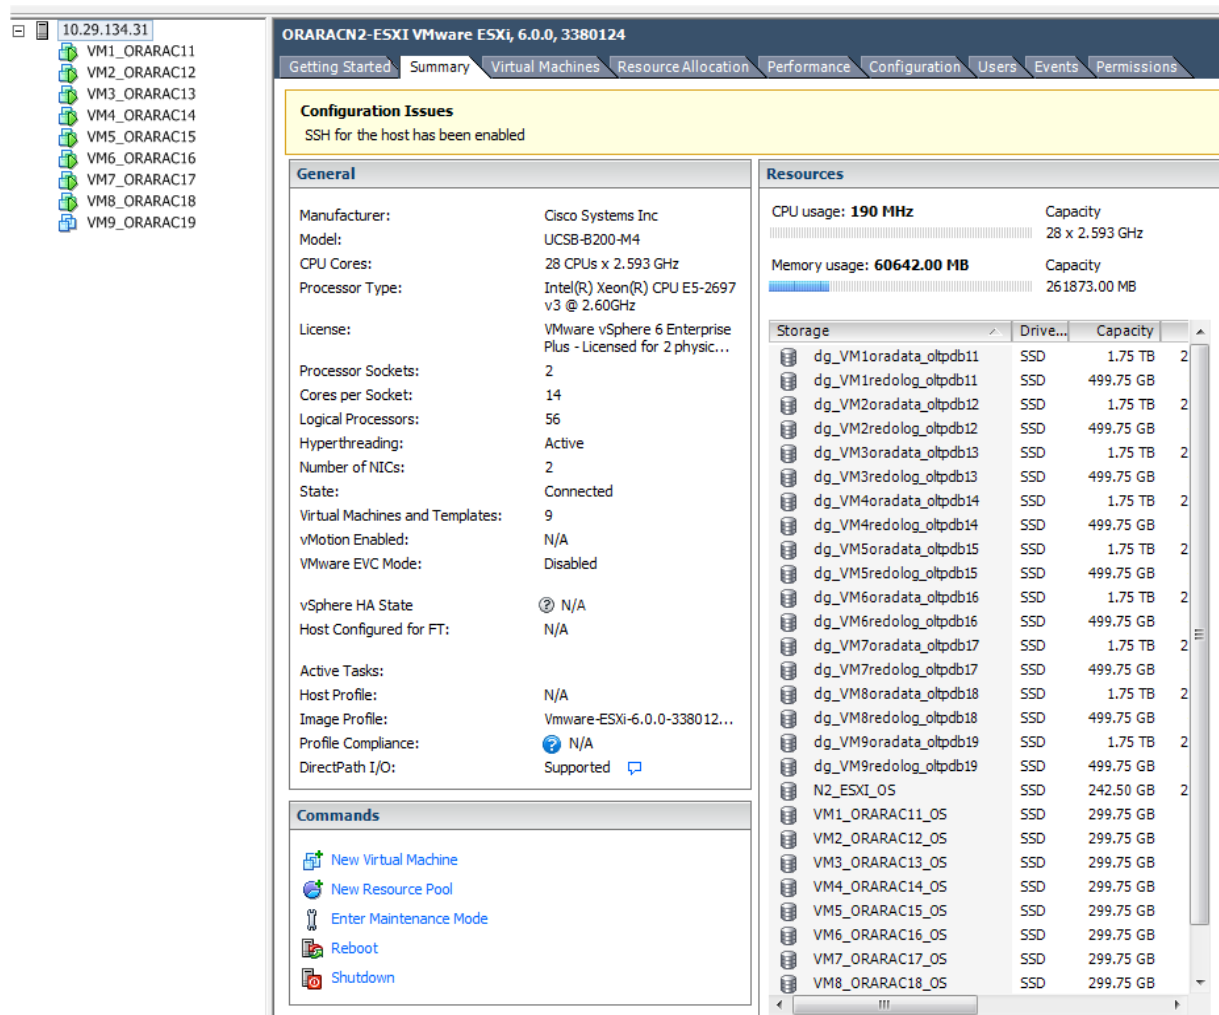 10.29.134.31
VM1_ORARAC11
VM2_ORARAC12
VM3_ORARAC13
VM4_ORARAC14
VM5_ORARAC15
VM6_ORARAC16
VM7_ORARAC17
VM8_ORARAC18
VM9_ORARAC19
ORARACN2-ESXI VMware ESXi, 6.0.0, 3380124
Getting Started Summary Virtual Machines Resource Allocation Performance Configuration Users Events Permissions
Configuration Issues
SSH for the host has been enabled
General
Manufacturer: Cisco Systems Inc
Model: UCSB-B200-M4
CPU Cores: 28 CPUs x 2.593 GHz
Processor Type: Intel(R) Xeon(R) CPU E5-2697
v3 @ 2.60GHz
License: VMware vSphere 6 Enterprise
Plus - Licensed for 2 physic...
Processor Sockets: 2
Cores per Socket: 14
Logical Processors: 56
Hyperthreading: Active
Number of NICs: 2
State: Connected
Virtual Machines and Templates: 9
vMotion Enabled: N/A
VMware EVC Mode: Disabled
vSphere HA State N/A
Host Configured for FT: N/A
Active Tasks:
Host Profile: N/A
Image Profile: Vmware-ESXi-6.0.0-338012...
Profile Compliance: N/A
DirectPath I/O: Supported
Commands
New Virtual Machine
New Resource Pool
Enter Maintenance Mode
Reboot
Shutdown
Resources
CPU usage: 190 MHz Capacity
28 x 2.593 GHz
Memory usage: 60642.00 MB Capacity
261873.00 MB
Storage Drive... Capacity
dg_VM1oradata_oltpdb11 SSD 1.75 TB 2
dg_VM1redolog_oltpdb11 SSD 499.75 GB
dg_VM2oradata_oltpdb12 SSD 1.75 TB 2
dg_VM2redolog_oltpdb12 SSD 499.75 GB
dg_VM3oradata_oltpdb13 SSD 1.75 TB 2
dg_VM3redolog_oltpdb13 SSD 499.75 GB
dg_VM4oradata_oltpdb14 SSD 1.75 TB 2
dg_VM4redolog_oltpdb14 SSD 499.75 GB
dg_VM5oradata_oltpdb15 SSD 1.75 TB 2
dg_VM5redolog_oltpdb15 SSD 499.75 GB
dg_VM6oradata_oltpdb16 SSD 1.75 TB 2
dg_VM6redolog_oltpdb16 SSD 499.75 GB
dg_VM7oradata_oltpdb17 SSD 1.75 TB 2
dg_VM7redolog_oltpdb17 SSD 499.75 GB
dg_VM8oradata_oltpdb18 SSD 1.75 TB 2
dg_VM8redolog_oltpdb18 SSD 499.75 GB
dg_VM9oradata_oltpdb19 SSD 1.75 TB 2
dg_VM9redolog_oltpdb19 SSD 499.75 GB
N2_ESXI_OS SSD 242.50 GB 2
VM1_ORARAC11_OS SSD 299.75 GB
VM2_ORARAC12_OS SSD 299.75 GB
VM3_ORARAC13_OS SSD 299.75 GB
VM4_ORARAC14_OS SSD 299.75 GB
VM5_ORARAC15_OS SSD 299.75 GB
VM6_ORARAC16_OS SSD 299.75 GB
VM7_ORARAC17_OS SSD 299.75 GB
VM8_ORARAC18_OS SSD 299.75 GB